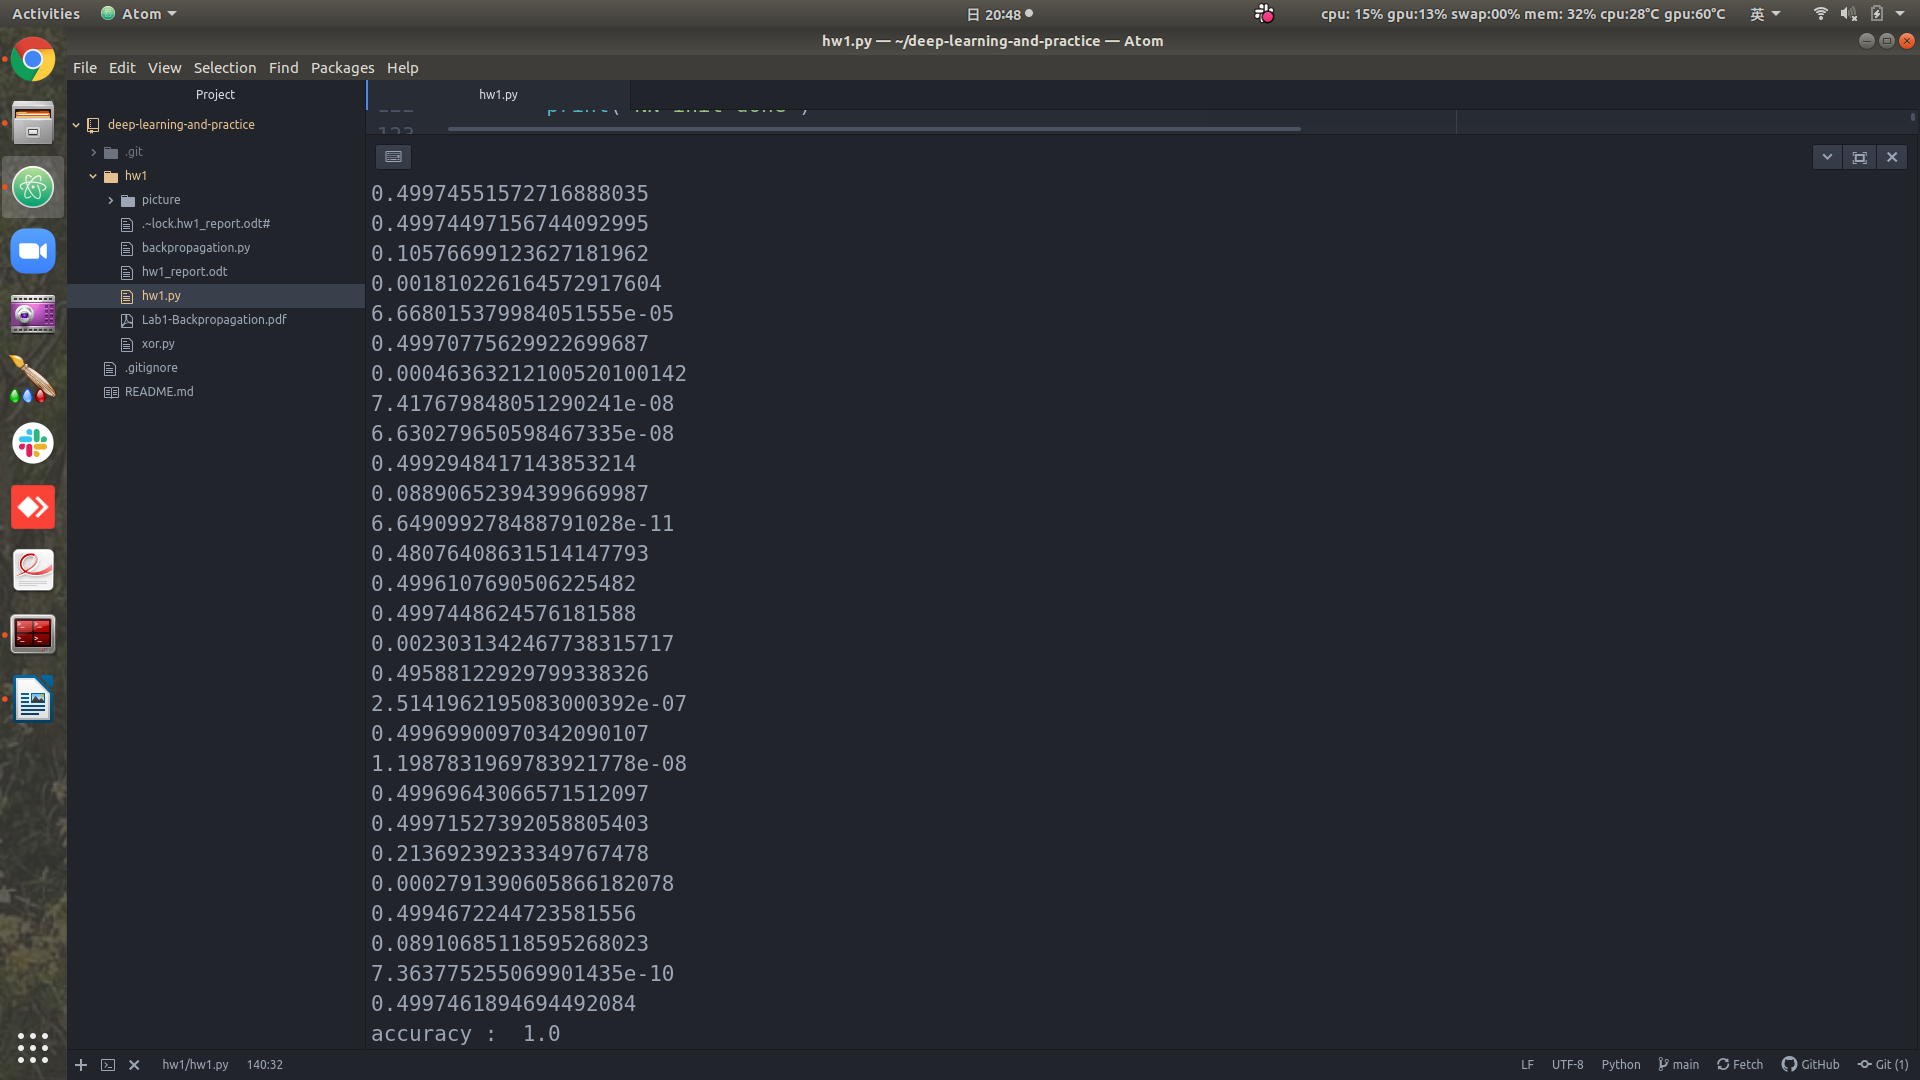 Activities
Atom
日 20:48
cpu: 15% gpu:13% swap:00% mem: 32% cpu:28°C gpu:60°C
英
hw1.py — ~/deep-learning-and-practice — Atom
File Edit View Selection Find Packages Help
Project
hw1.py
deep-learning-and-practice
.git
hw1
picture
.~lock.hw1_report.odt#
backpropagation.py
hw1_report.odt
hw1.py
Lab1-Backpropagation.pdf
xor.py
.gitignore
README.md
123
0.49974551572716888035
0.49974497156744092995
0.10576699123627181962
0.001810226164572917604
6.668015379984051555e-05
0.49970775629922699687
0.00046363212100520100142
7.417679848051290241e-08
6.630279650598467335e-08
0.4992948417143853214
0.08890652394399669987
6.649099278488791028e-11
0.48076408631514147793
0.4996107690506225482
0.4997448624576181588
0.0023031342467738315717
0.49588122929799338326
2.5141962195083000392e-07
0.49969900970342090107
1.1987831969783921778e-08
0.49969643066571512097
0.49971527392058805403
0.21369239233349767478
0.0002791390605866182078
0.4994672244723581556
0.08910685118595268023
7.363775255069901435e-10
0.4997461894694492084
accuracy :  1.0
hw1/hw1.py 140:32
LF UTF-8 Python main Fetch GitHub Git (1)